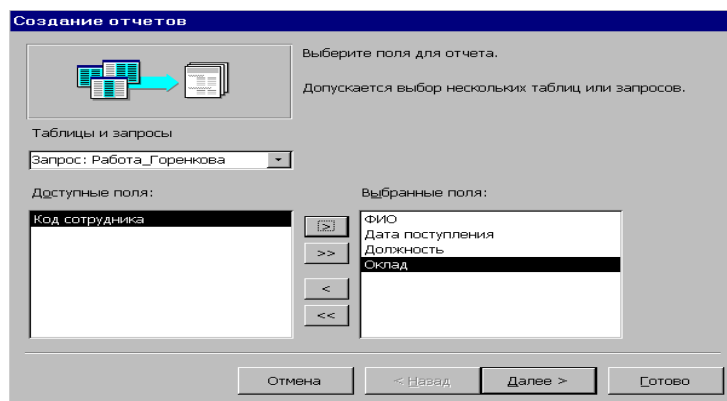 Создание отчетов
Выберите поля для отчета.
Допускается выбор нескольких таблиц или запросов.
Таблицы и запросы
Запрос: Работа_Горенкова
Доступные поля:
Выбранные поля:
Код сотрудника
ФИО
Дата поступления
Должность
Оклад
>
>>
<
<<
Отмена
< Назад
Далее >
Готово